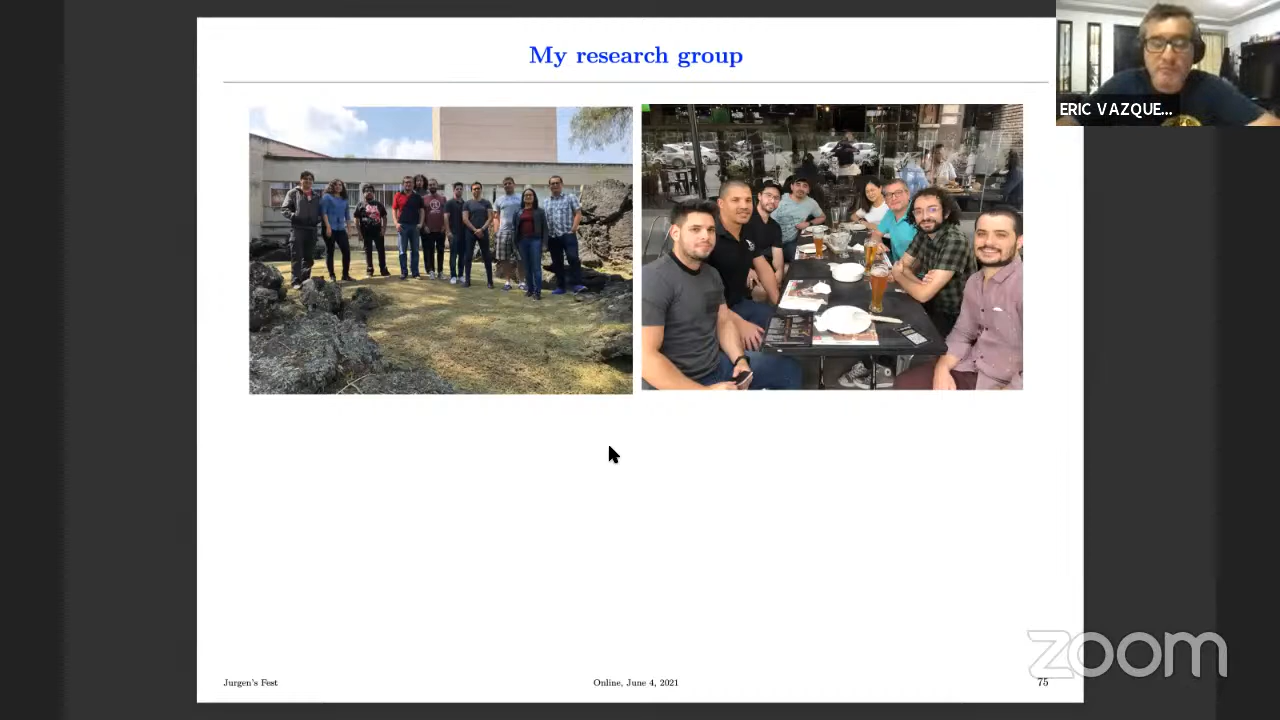 My research group
ERIC VAZQUE...
zoom
Jurgen's Fest
Online, June 4, 2021
75